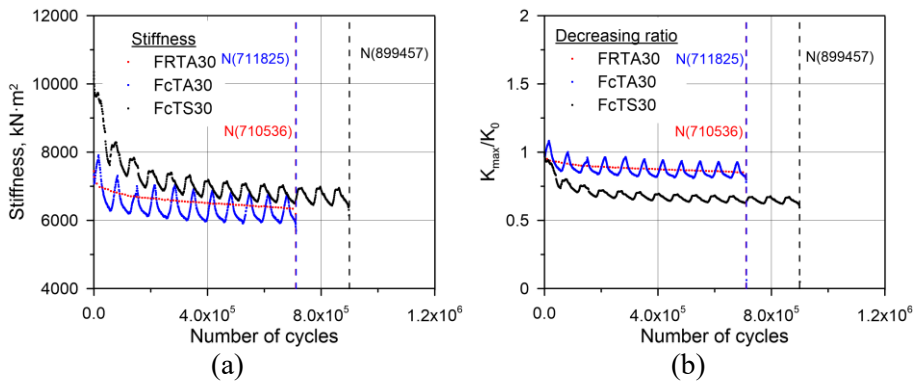 12000
10000
8000
6000
4000
Stiffness, kN·m²
Stiffness
FRTA30
FcTA30
FcTS30
N(711825)
N(899457)
N(710536)
0.0
4.0x10⁵
8.0x10⁵
1.2x10⁶
Number of cycles
(a)
2
1.5
1
0.5
0
Kmax/K0
Decreasing ratio
FRTA30
FcTA30
FcTS30
N(711825)
N(899457)
N(710536)
0.0
4.0x10⁵
8.0x10⁵
1.2x10⁶
Number of cycles
(b)